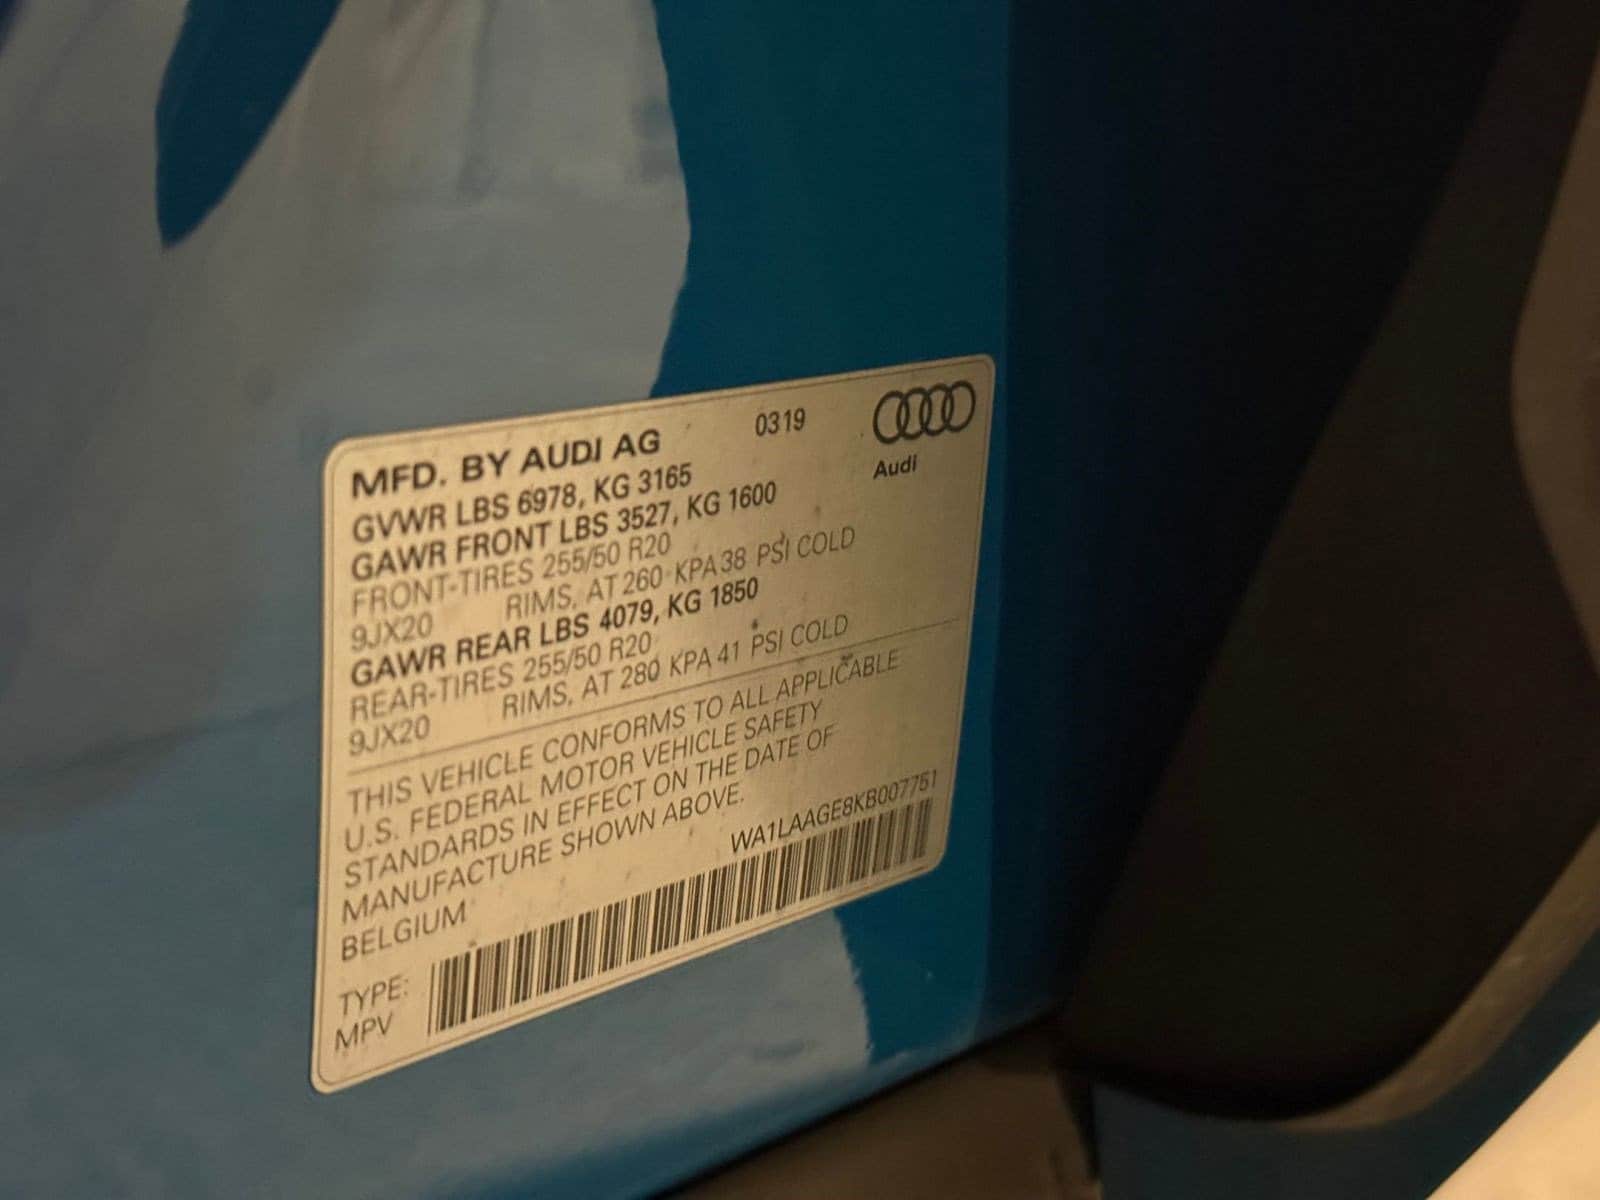 MFD. BY AUDI AG 0319
Audi
GVWR LBS 6978, KG 3165
GAWR FRONT LBS 3527, KG 1600
FRONT-TIRES 255/50 R20
9JX20 RIMS, AT 260 KPA 38 PSI COLD
GAWR REAR LBS 4079, KG 1850
REAR-TIRES 255/50 R20
9JX20 RIMS, AT 280 KPA 41 PSI COLD
THIS VEHICLE CONFORMS TO ALL APPLICABLE
U.S. FEDERAL MOTOR VEHICLE SAFETY
STANDARDS IN EFFECT ON THE DATE OF
MANUFACTURE SHOWN ABOVE.
BELGIUM WA1LAAGE8KB007751
TYPE:
MPV